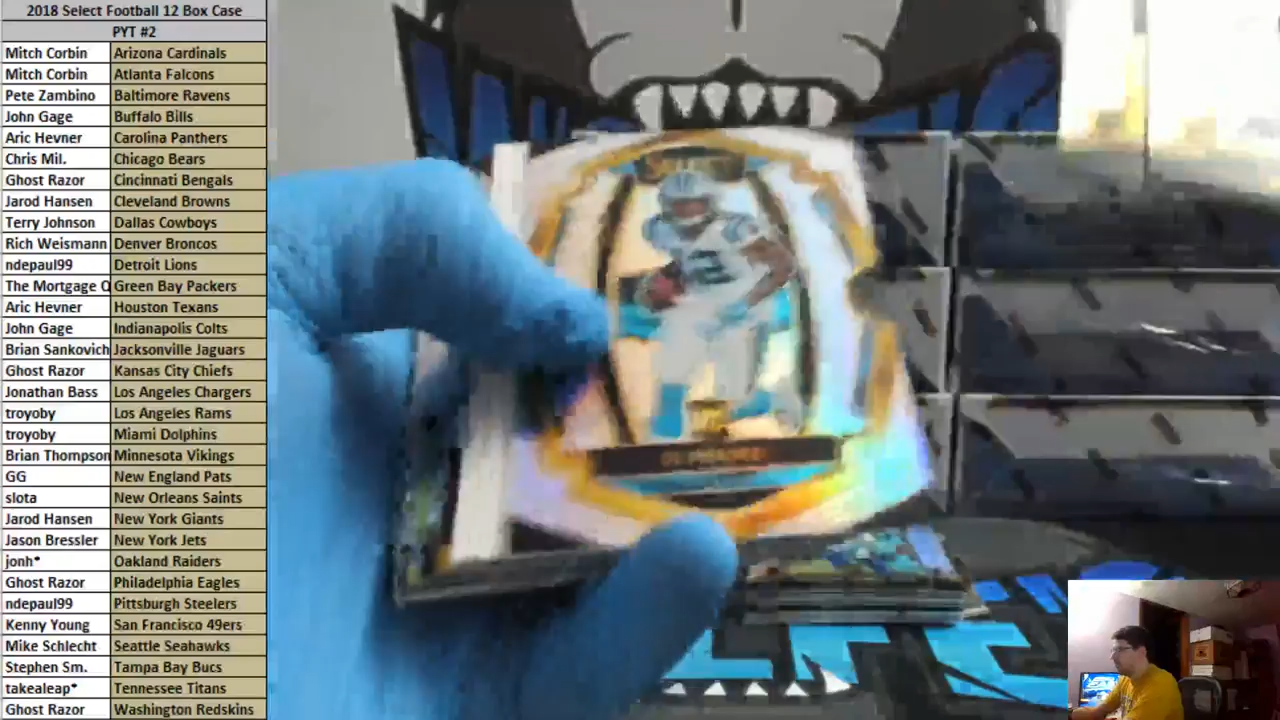 2018 Select Football 12 Box Case
PYT #2
Mitch Corbin Arizona Cardinals
Mitch Corbin Atlanta Falcons
Pete Zambino Baltimore Ravens
John Gage Buffalo Bills
Aric Hevner Carolina Panthers
Chris Mil. Chicago Bears
Ghost Razor Cincinnati Bengals
Jarod Hansen Cleveland Browns
Terry Johnson Dallas Cowboys
Rich Weismann Denver Broncos
ndepaul99 Detroit Lions
The Mortgage Q Green Bay Packers
Aric Hevner Houston Texans
John Gage Indianapolis Colts
Brian Sankovich Jacksonville Jaguars
Ghost Razor Kansas City Chiefs
Jonathan Bass Los Angeles Chargers
troyoby Los Angeles Rams
troyoby Miami Dolphins
Brian Thompson Minnesota Vikings
GG New England Pats
slota New Orleans Saints
Jarod Hansen New York Giants
Jason Bressler New York Jets
jonh* Oakland Raiders
Ghost Razor Philadelphia Eagles
ndepaul99 Pittsburgh Steelers
Kenny Young San Francisco 49ers
Mike Schlecht Seattle Seahawks
Stephen Sm. Tampa Bay Bucs
takealeap* Tennessee Titans
Ghost Razor Washington Redskins
SELECT